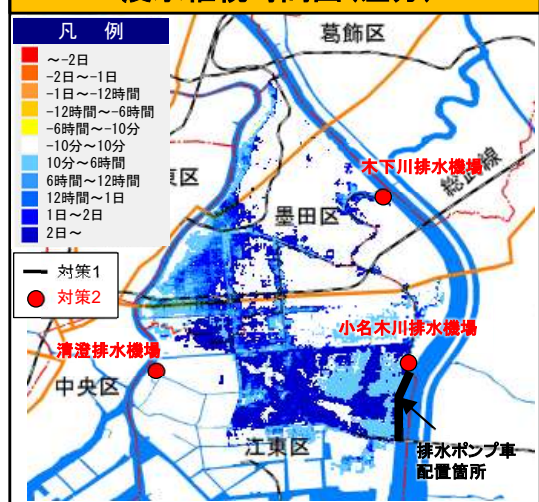 凡　例
～-2日
-2日～-1日
-1日～-12時間
-12時間～-6時間
-6時間～-10分
-10分～10分
10分～6時間
6時間～12時間
12時間～1日
1日～2日
2日～
対策1
対策2
葛飾区
東区
木下川排水機場
総武線
墨田区
小名木川排水機場
清澄排水機場
中央区
江東区
排水ポンプ車
配置箇所